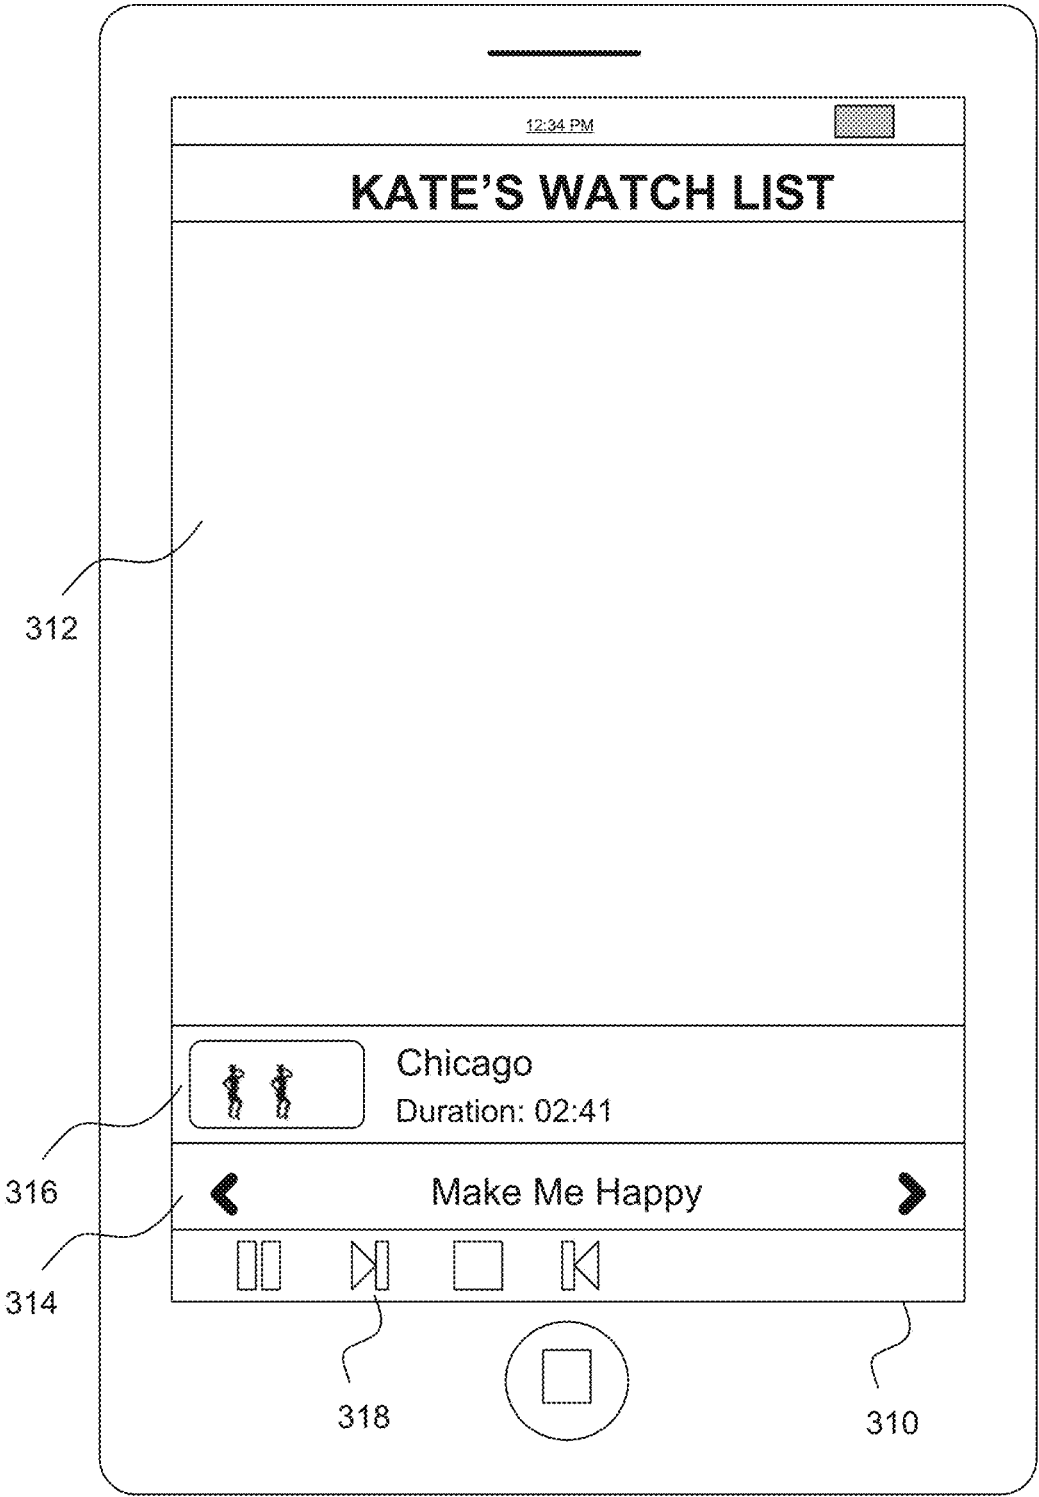 12:34 PM
KATE'S WATCH LIST
312
Chicago
Duration: 02:41
316
Make Me Happy
314
318
310